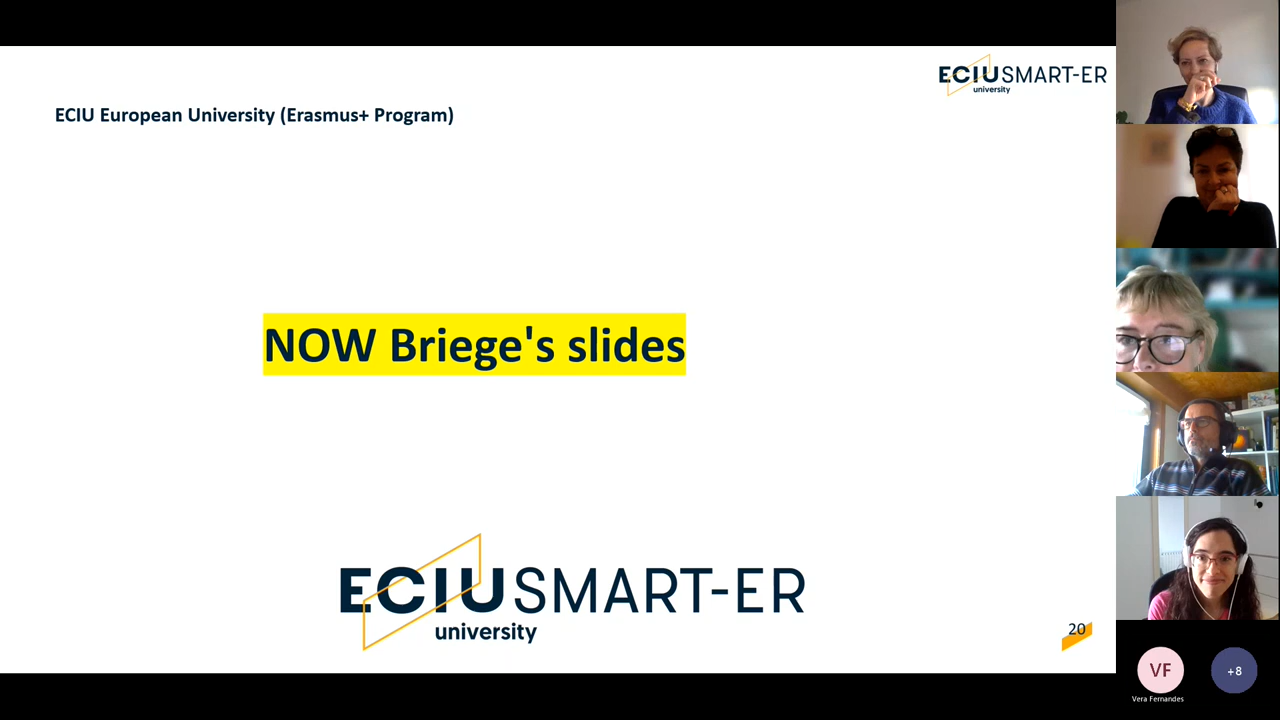 ECIU SMART-ER
university
ECIU European University (Erasmus+ Program)
NOW Briege's slides
ECIU SMART-ER
university
20
VF
+8
Vera Fernandes